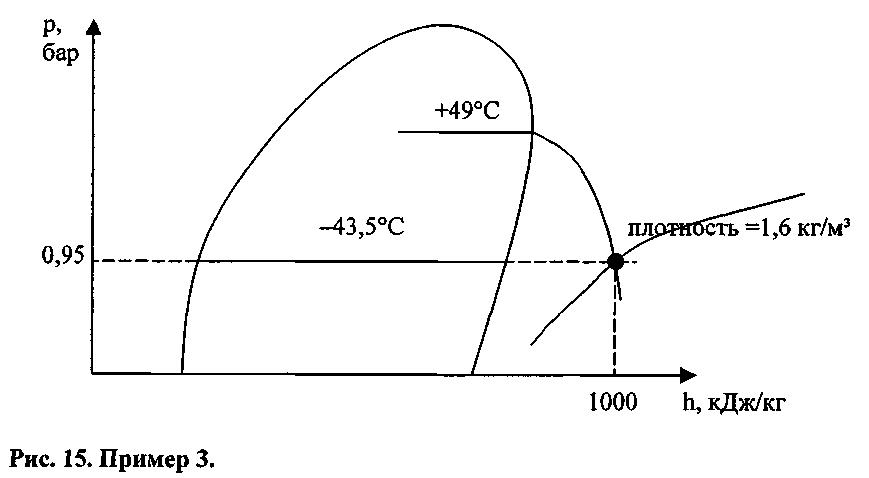 р,
бар
+49°C
–43,5°C
плотность =1,6 кг/м³
0,95
1000
h, кДж/кг
Рис. 15. Пример 3.